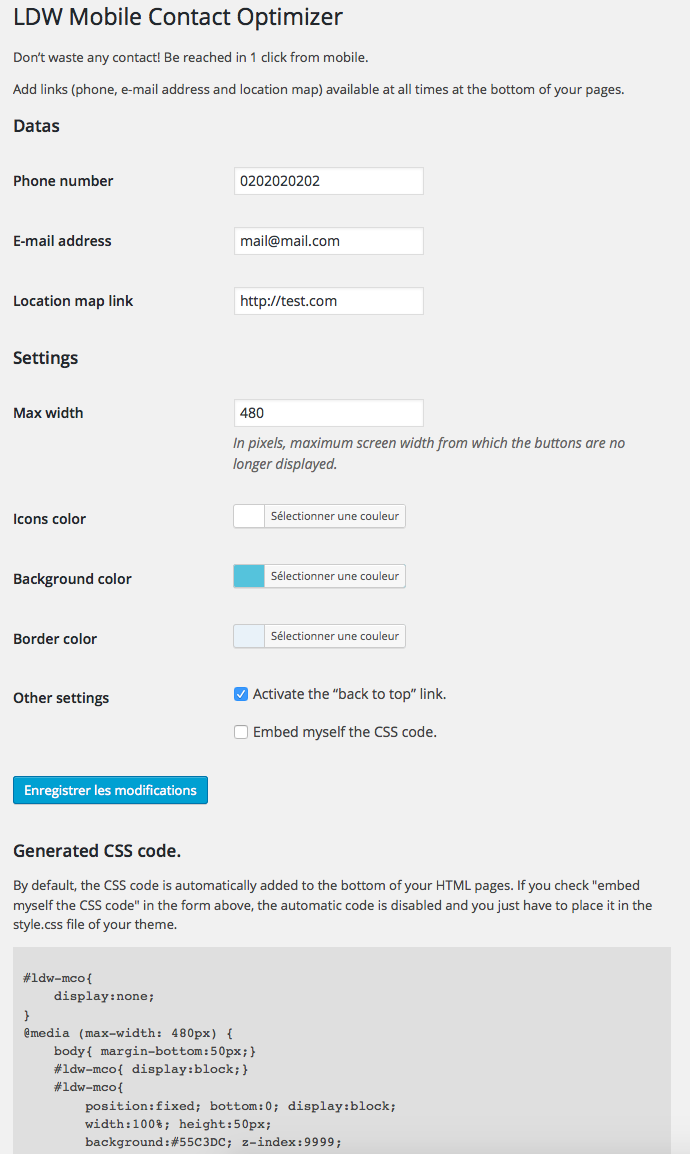 LDW Mobile Contact Optimizer
Don't waste any contact! Be reached in 1 click from mobile.
Add links (phone, e-mail address and location map) available at all times at the bottom of your pages.
Datas
Phone number
0202020202
E-mail address
mail@mail.com
Location map link
http://test.com
Settings
Max width
480
In pixels, maximum screen width from which the buttons are no
longer displayed.
Icons color
Sélectionner une couleur
Background color
Sélectionner une couleur
Border color
Sélectionner une couleur
Other settings
Activate the “back to top” link.
Embed myself the CSS code.
Enregistrer les modifications
Generated CSS code.
By default, the CSS code is automatically added to the bottom of your HTML pages. If you check "embed
myself the CSS code" in the form above, the automatic code is disabled and you just have to place it in the
style.css file of your theme.
#ldw-mco{
display:none;
}
@media (max-width: 480px) {
body{ margin-bottom:50px;}
#ldw-mco{ display:block;}
#ldw-mco{
position:fixed; bottom:0; display:block;
width:100%; height:50px;
background:#55C3DC; z-index:9999;